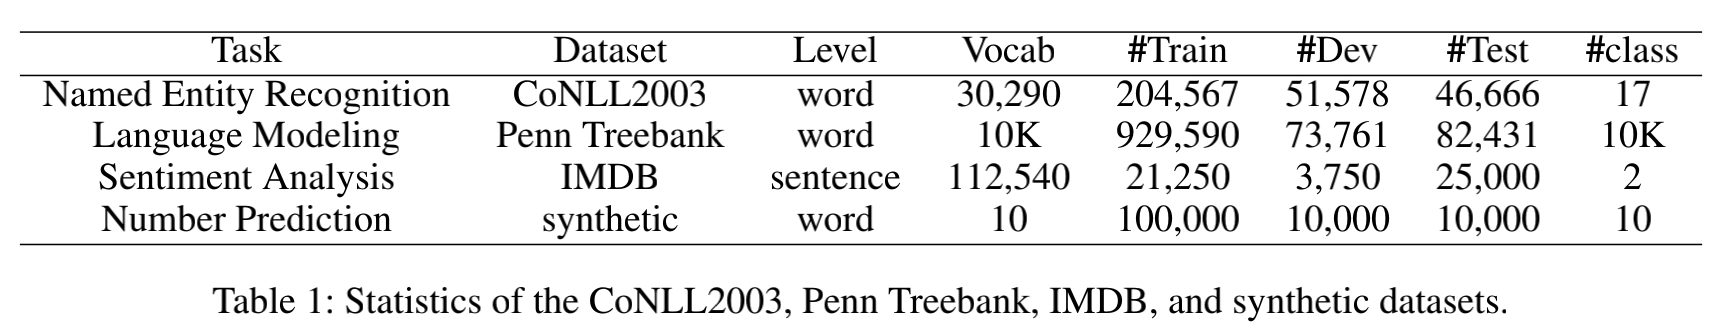 Task Dataset Level Vocab #Train #Dev #Test #class
Named Entity Recognition CoNLL2003 word 30,290 204,567 51,578 46,666 17
Language Modeling Penn Treebank word 10K 929,590 73,761 82,431 10K
Sentiment Analysis IMDB sentence 112,540 21,250 3,750 25,000 2
Number Prediction synthetic word 10 100,000 10,000 10,000 10
Table 1: Statistics of the CoNLL2003, Penn Treebank, IMDB, and synthetic datasets.